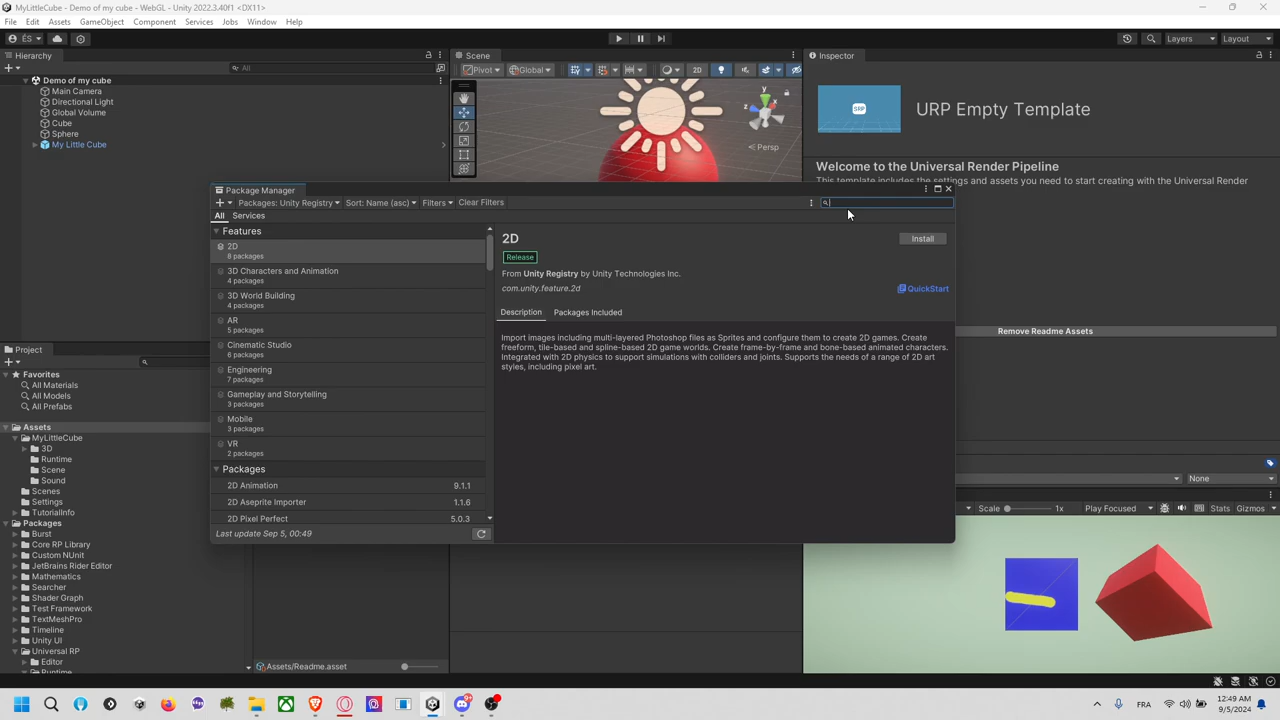 MyLittleCube - Demo of my cube - WebGL - Unity 2022.3.40f1 <DX11>
File Edit Assets GameObject Component Services Jobs Window Help
ÉS Layers Layout
Hierarchy
All
Demo of my cube
Main Camera
Directional Light
Global Volume
Cube
Sphere
My Little Cube
Scene
Pivot Global 2D
y
z
x
Persp
Inspector
SRP
URP Empty Template
Welcome to the Universal Render Pipeline
This template includes the settings and assets you need to start creating with the Universal Render
Remove Readme Assets
Package Manager
Packages: Unity Registry Sort: Name (asc) Filters Clear Filters
All Services
Features
2D
8 packages
3D Characters and Animation
4 packages
3D World Building
4 packages
AR
5 packages
Cinematic Studio
6 packages
Engineering
7 packages
Gameplay and Storytelling
3 packages
Mobile
3 packages
VR
2 packages
Packages
2D Animation 9.1.1
2D Aseprite Importer 1.1.6
2D Pixel Perfect 5.0.3
Last update Sep 5, 00:49
2D
Install
Release
From Unity Registry by Unity Technologies Inc.
com.unity.feature.2d
QuickStart
Description Packages Included
Import images including multi-layered Photoshop files as Sprites and configure them to create 2D games. Create
freeform, tile-based and spline-based 2D game worlds. Create frame-by-frame and bone-based animated characters.
Integrated with 2D physics to support simulations with colliders and joints. Supports the needs of a range of 2D art
styles, including pixel art.
Project
Favorites
All Materials
All Models
All Prefabs
Assets
MyLittleCube
3D
Runtime
Scene
Sound
Scenes
Settings
TutorialInfo
Packages
Burst
Core RP Library
Custom NUnit
JetBrains Rider Editor
Mathematics
Searcher
Shader Graph
Test Framework
TextMeshPro
Timeline
Unity UI
Universal RP
Editor
Runtime
Assets/Readme.asset
None
Scale 1x Play Focused Stats Gizmos
FRA
12:49 AM
9/5/2024